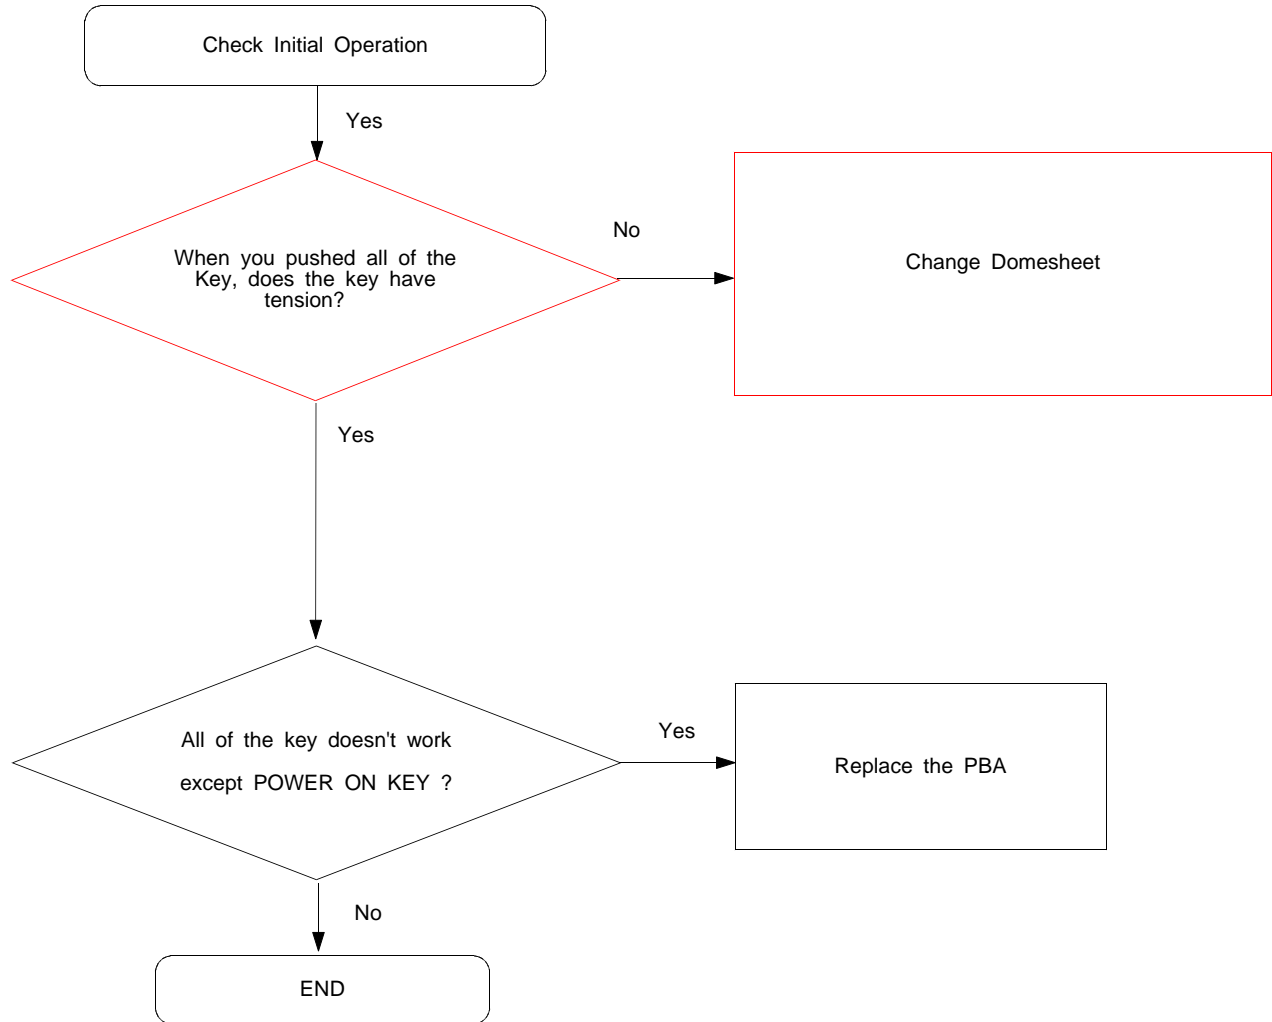 Check Initial Operation
Yes
When you pushed all of the
Key, does the key have
tension?
No
Change Domesheet
Yes
All of the key doesn't work
except POWER ON KEY ?
Yes
Replace the PBA
No
END